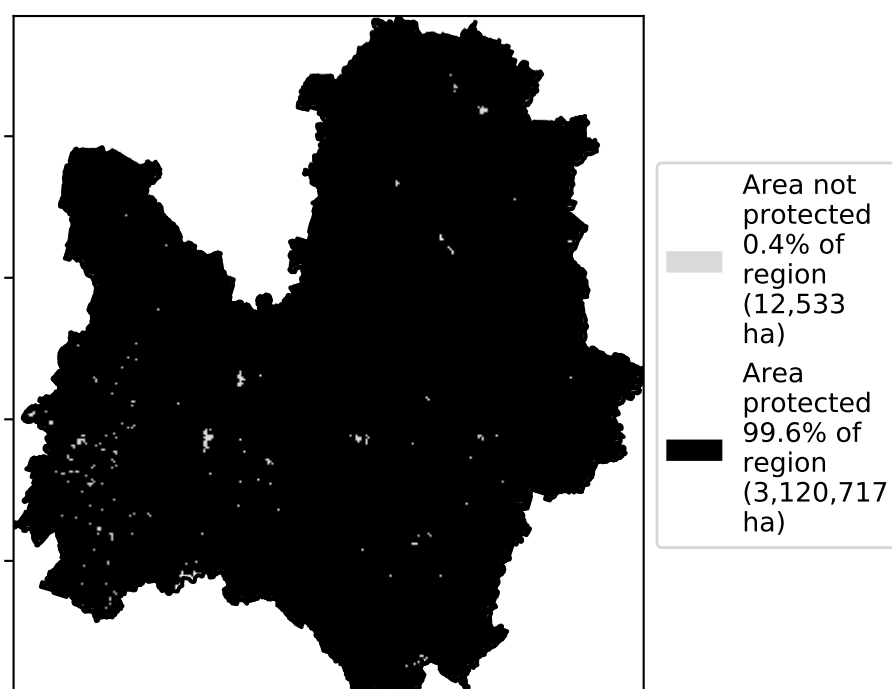 Area not
protected
0.4% of
region
(12,533
ha)
Area
protected
99.6% of
region
(3,120,717
ha)